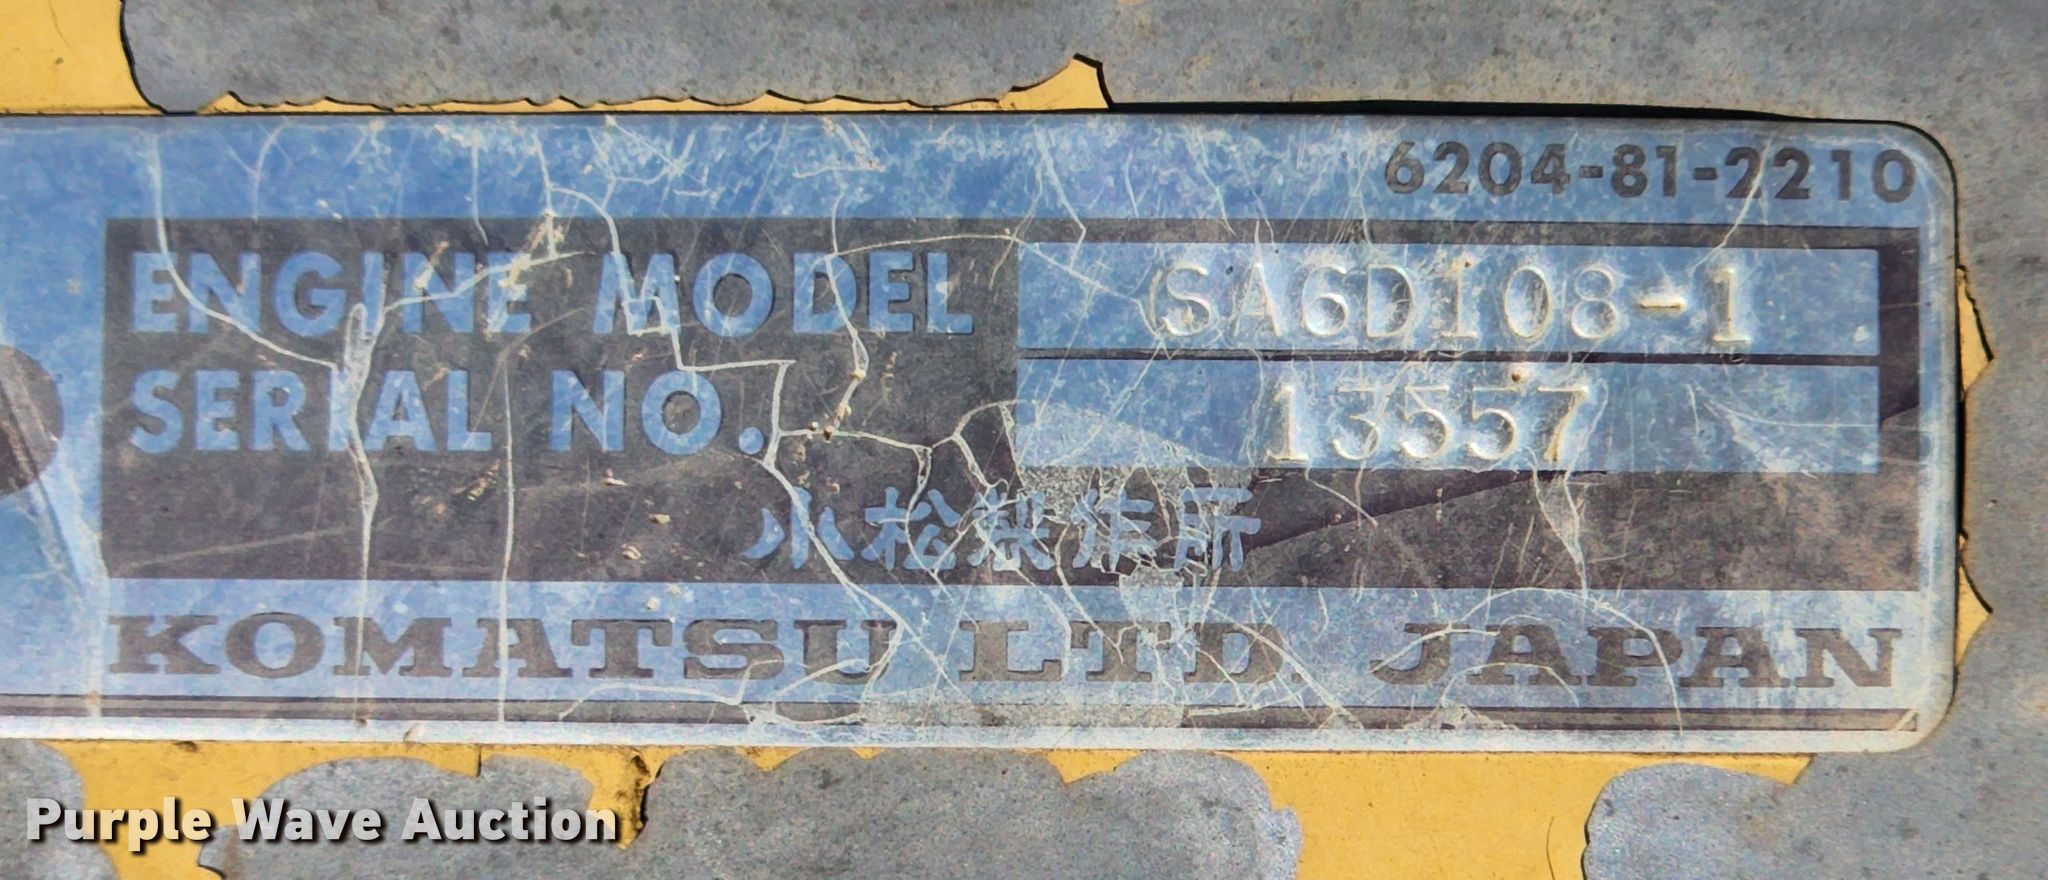 6204-81-2210
ENGINE MODEL SA6D108-1
SERIAL NO. 13557
小松製作所
KOMATSU LTD. JAPAN
Purple Wave Auction